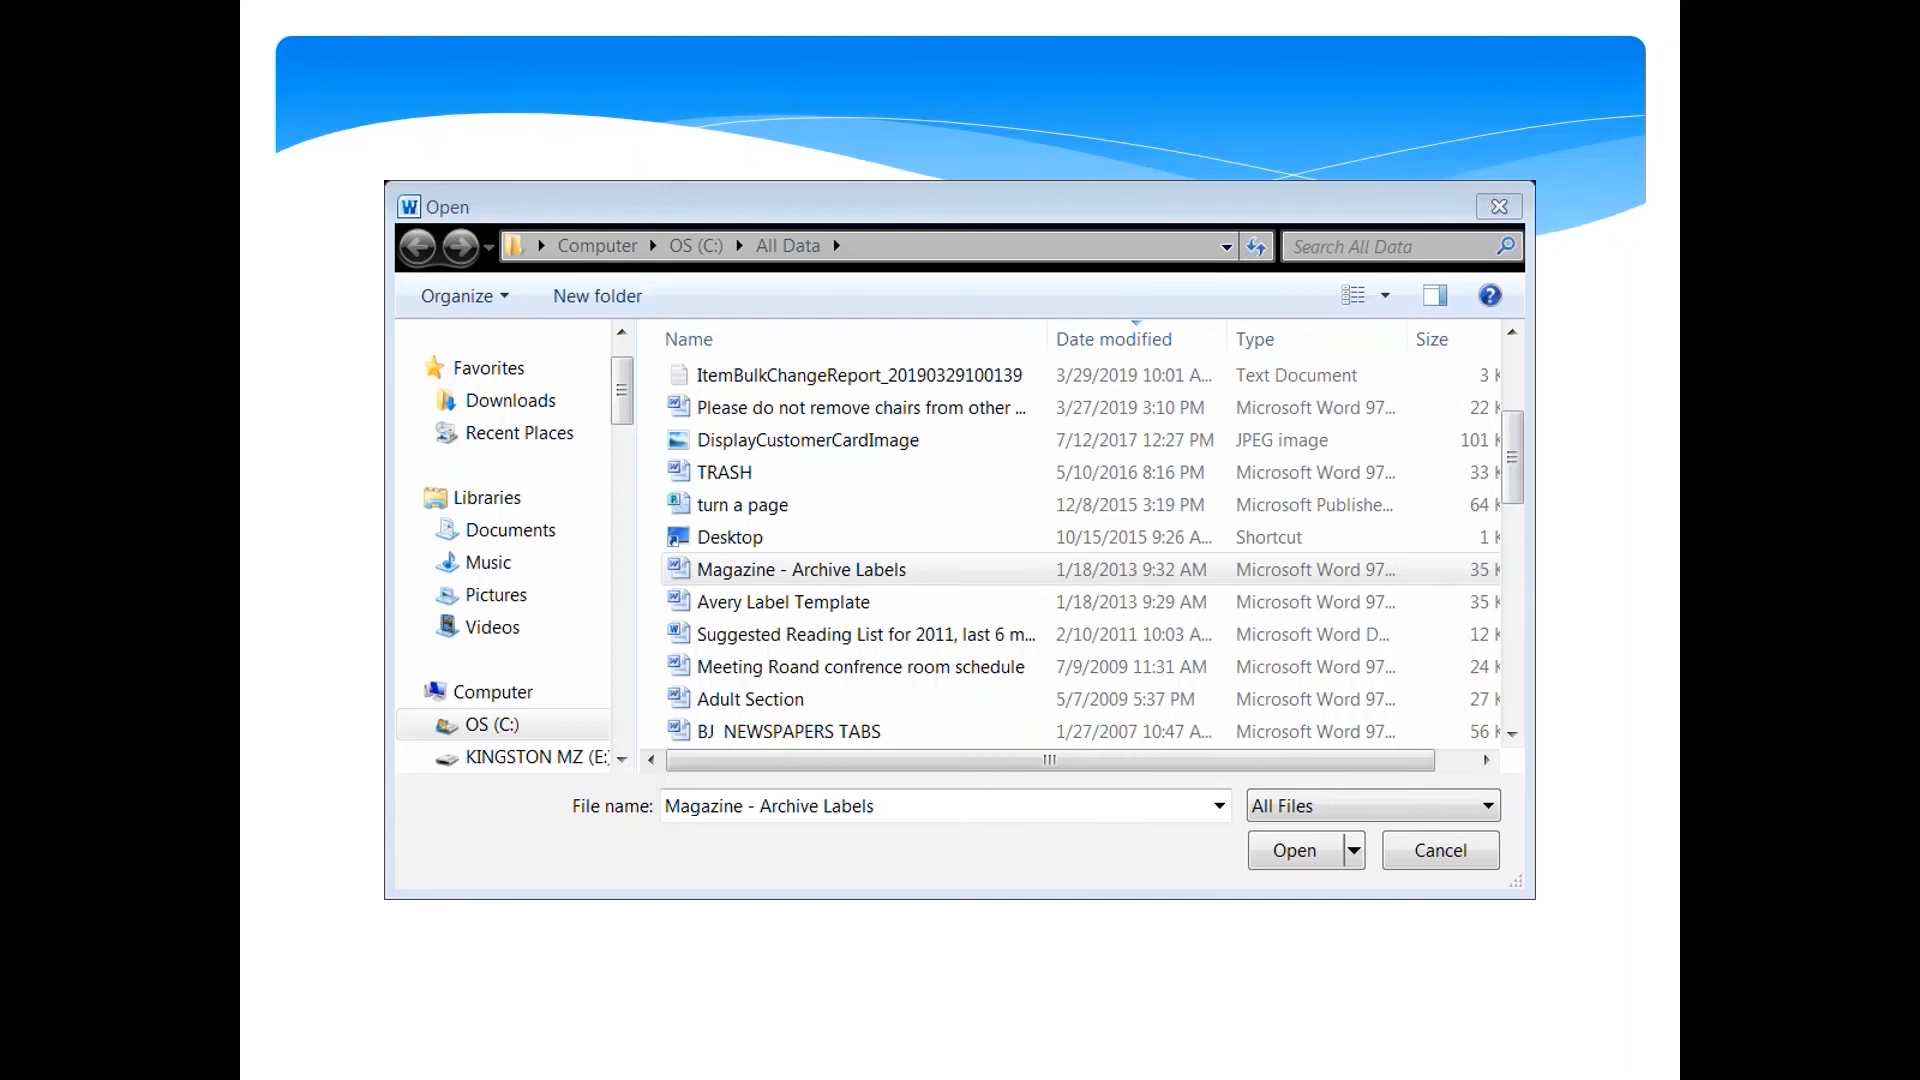 W Open
Computer OS (C:) All Data Search All Data
Organize New folder ?
Name Date modified Type Size
Favorites
Downloads
Recent Places
Libraries
Documents
Music
Pictures
Videos
Computer
OS (C:)
KINGSTON MZ (E:)
ItemBulkChangeReport_20190329100139 3/29/2019 10:01 A... Text Document 3 K
Please do not remove chairs from other ... 3/27/2019 3:10 PM Microsoft Word 97... 22 K
DisplayCustomerCardImage 7/12/2017 12:27 PM JPEG image 101 K
TRASH 5/10/2016 8:16 PM Microsoft Word 97... 33 K
turn a page 12/8/2015 3:19 PM Microsoft Publishe... 64 K
Desktop 10/15/2015 9:26 A... Shortcut 1 K
Magazine - Archive Labels 1/18/2013 9:32 AM Microsoft Word 97... 35 K
Avery Label Template 1/18/2013 9:29 AM Microsoft Word 97... 35 K
Suggested Reading List for 2011, last 6 m... 2/10/2011 10:03 A... Microsoft Word D... 12 K
Meeting Roand confrence room schedule 7/9/2009 11:31 AM Microsoft Word 97... 24 K
Adult Section 5/7/2009 5:37 PM Microsoft Word 97... 27 K
BJ NEWSPAPERS TABS 1/27/2007 10:47 A... Microsoft Word 97... 56 K
File name: Magazine - Archive Labels All Files
Open Cancel